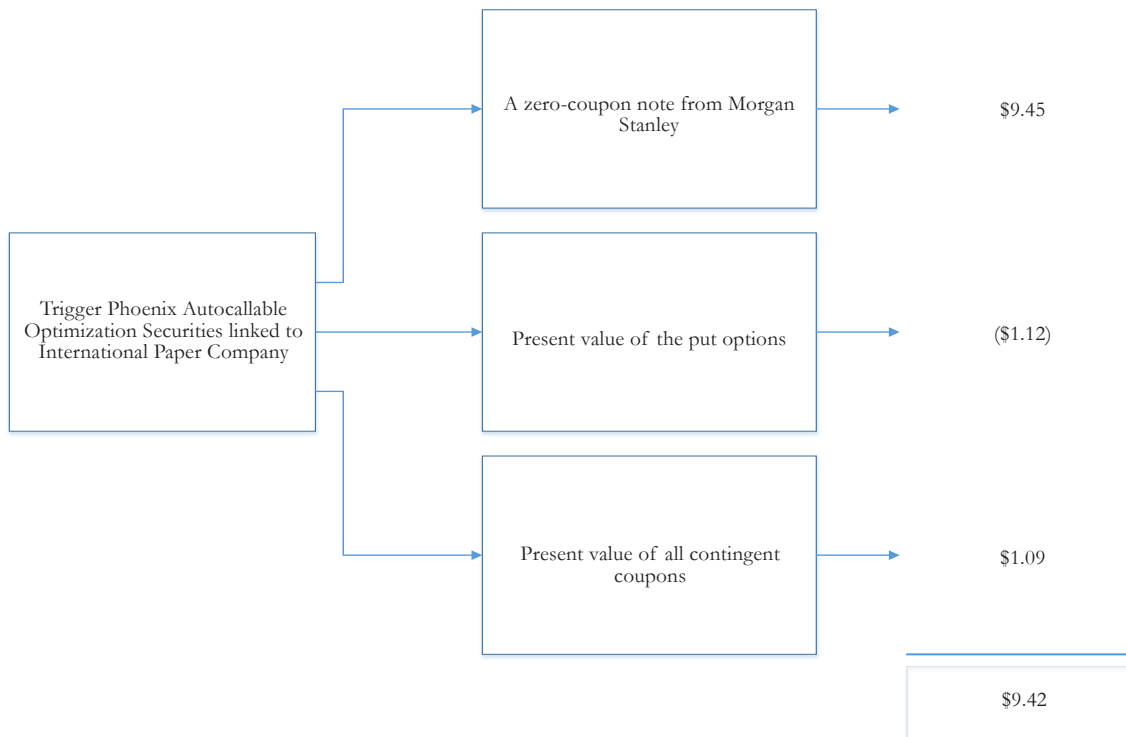 A zero-coupon note from Morgan
Stanley
$9.45
Trigger Phoenix Autocallable
Optimization Securities linked to
International Paper Company
Present value of the put options
($1.12)
Present value of all contingent
coupons
$1.09
$9.42